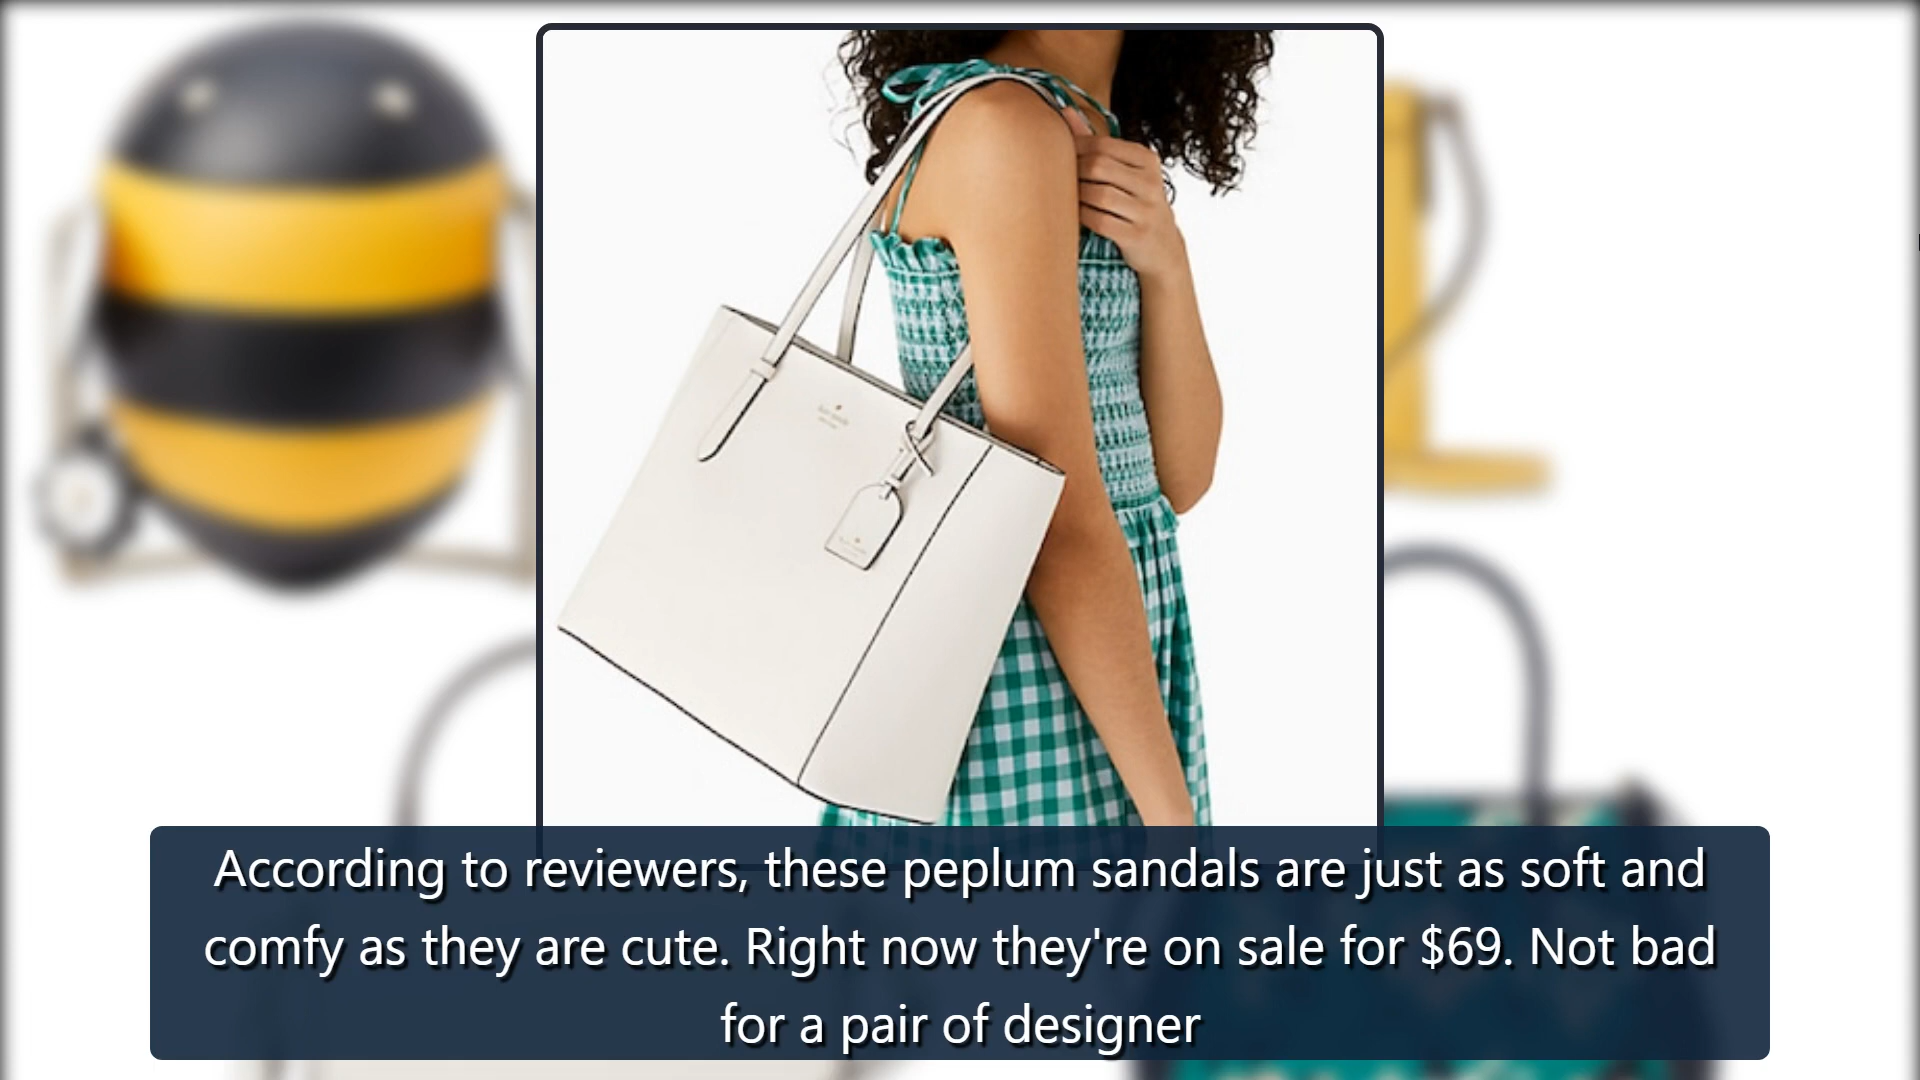 According to reviewers, these peplum sandals are just as soft and
comfy as they are cute. Right now they're on sale for $69. Not bad
for a pair of designer